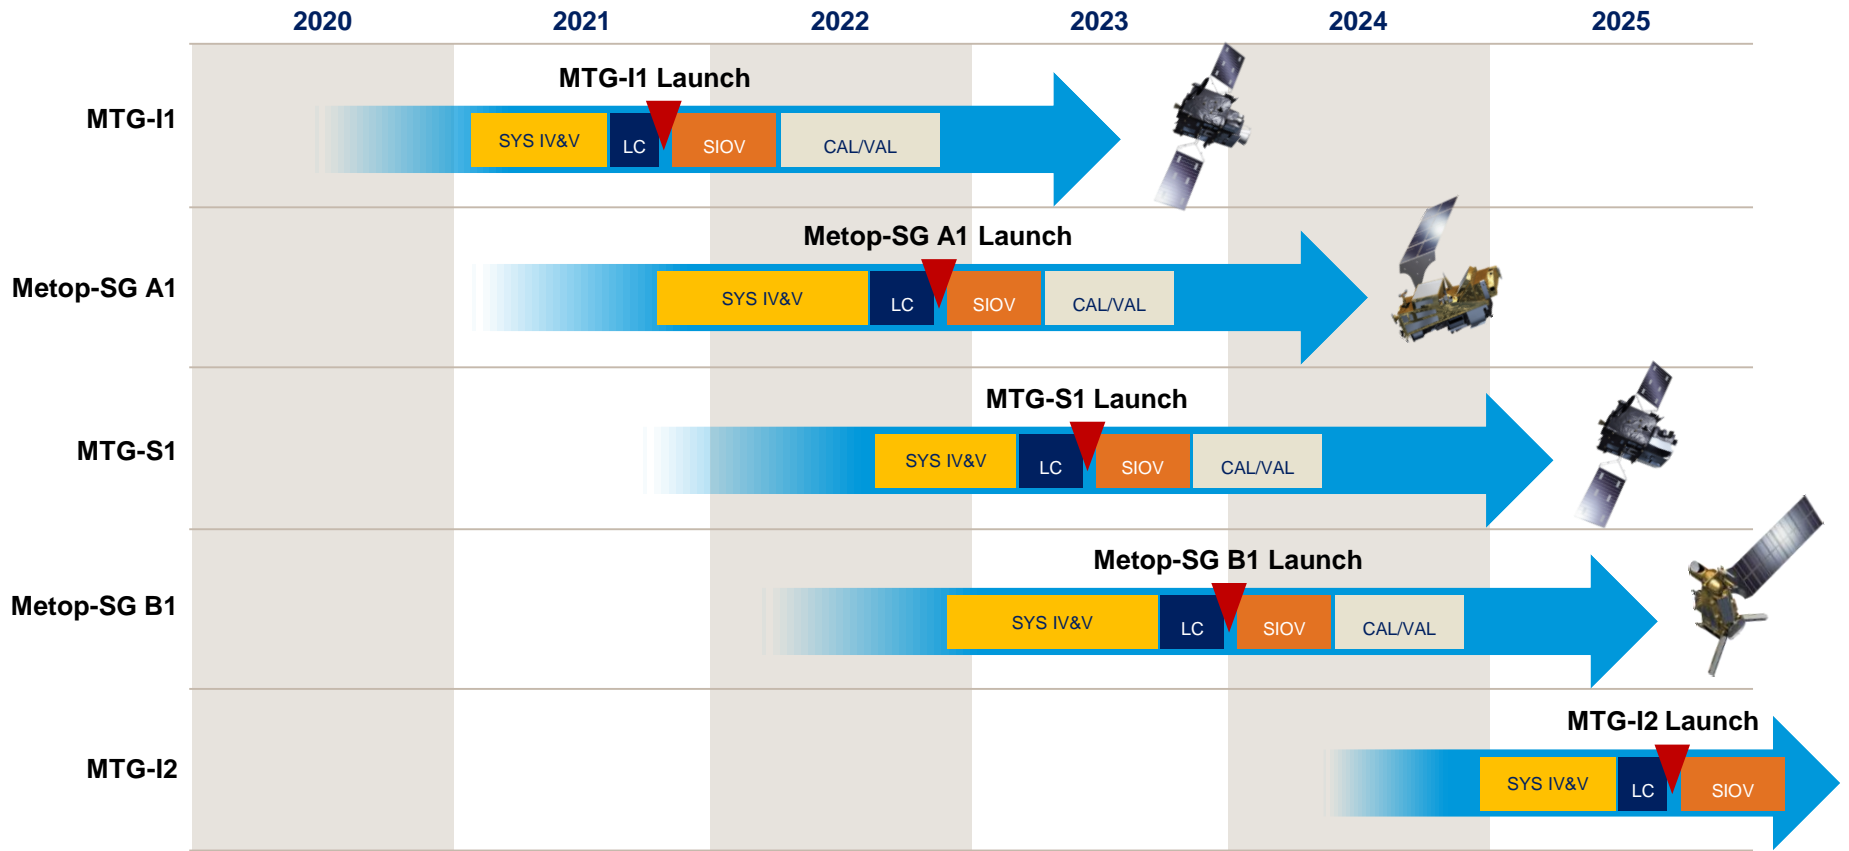 2020 2021 2022 2023 2024 2025
MTG-I1 Launch
MTG-I1
SYS IV&V LC SIOV CAL/VAL
Metop-SG A1 Launch
Metop-SG A1
SYS IV&V LC SIOV CAL/VAL
MTG-S1 Launch
MTG-S1
SYS IV&V LC SIOV CAL/VAL
Metop-SG B1 Launch
Metop-SG B1
SYS IV&V LC SIOV CAL/VAL
MTG-I2 Launch
MTG-I2
SYS IV&V LC SIOV